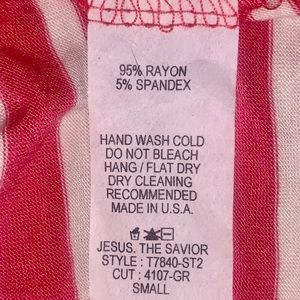 95% RAYON
5% SPANDEX
HAND WASH COLD
DO NOT BLEACH
HANG / FLAT DRY
DRY CLEANING
RECOMMENDED
MADE IN U.S.A.
JESUS. THE SAVIOR
STYLE : T7840-ST2
CUT : 4107-GR
SMALL